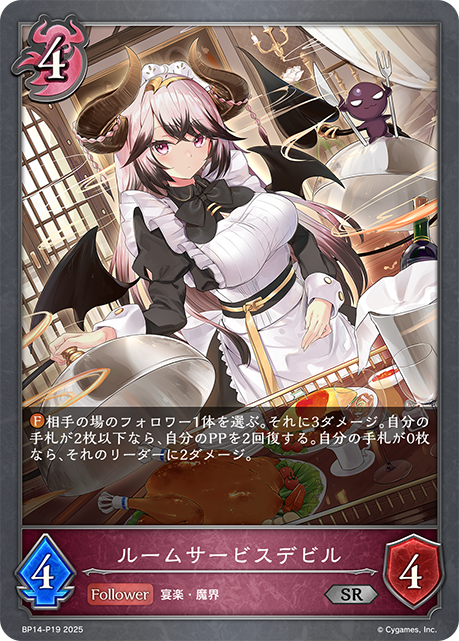 4
F 相手の場のフォロワー1体を選ぶ。それに3ダメージ。自分の
手札が2枚以下なら、自分のPPを2回復する。自分の手札が0枚
なら、それのリーダーに2ダメージ。
ルームサービスデビル
4
Follower 宴楽・魔界
SR
4
BP14-P19 2025
© Cygames, Inc.